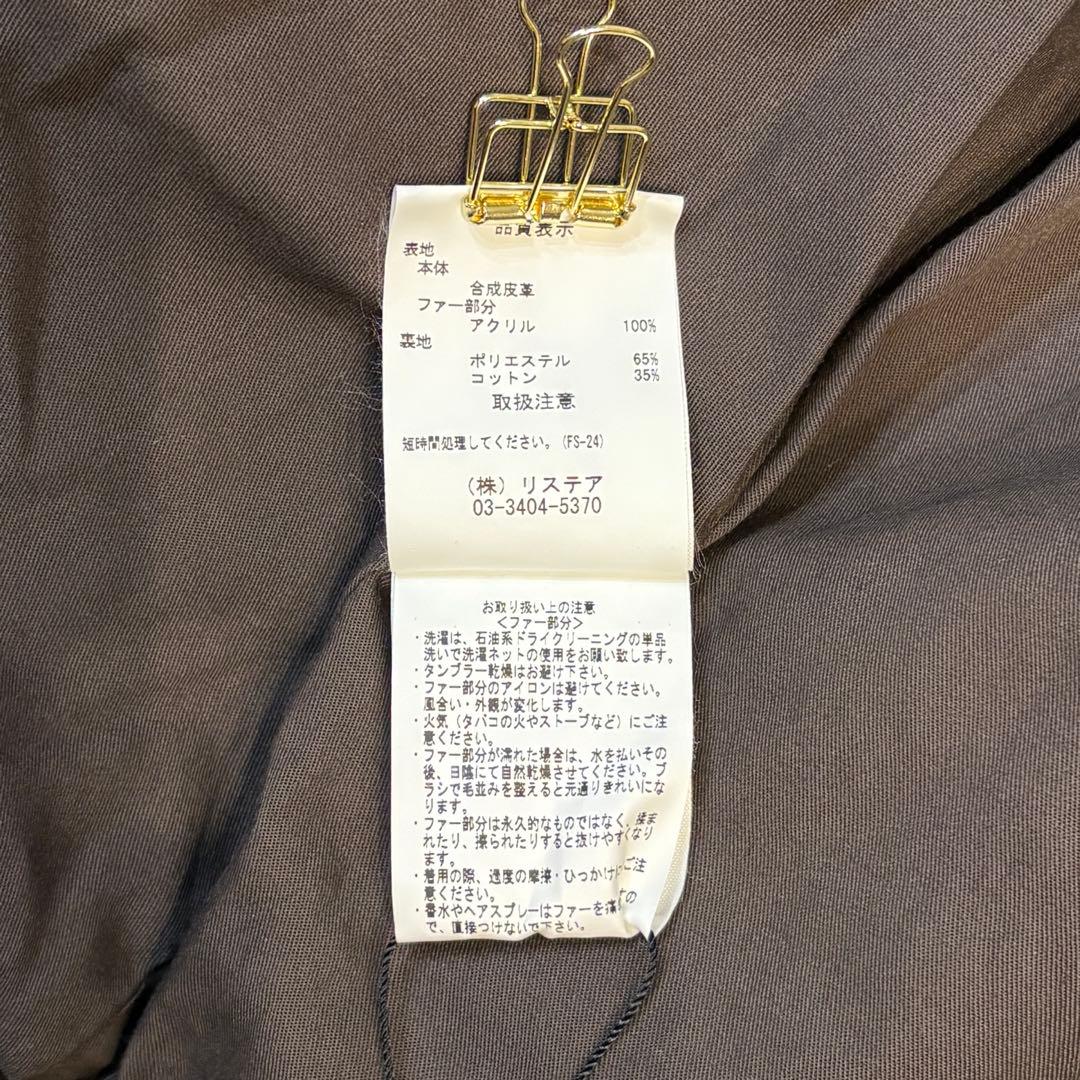 品質表示
表地
本体
合成皮革
ファー部分
アクリル 100%
裏地
ポリエステル 65%
コットン 35%
取扱注意
短時間処理してください。(FS-24)
(株) リステア
03-3404-5370
お取り扱い上の注意
<ファー部分>
・洗濯は、石油系ドライクリーニングの単品
洗いで洗濯ネットの使用をお願い致します。
・タンブラー乾燥はお避け下さい。
・ファー部分のアイロンは避けてください。
風合い・外観が変化します。
・火気(タバコの火やストーブなど)にご注
意ください。
・ファー部分が濡れた場合は、水を払いその
後、日陰にて自然乾燥させてください。ブ
ラシで毛並みを整えると元通りきれいにな
ります。
・ファー部分は永久的なものではなく、揉ま
れたり、擦られたりすると抜けやすくなり
ます。
・着用の際、過度の摩擦・ひっかけにご注
意ください。
・香水やヘアスプレーはファーを痛すの
で、直接つけないで下さい。